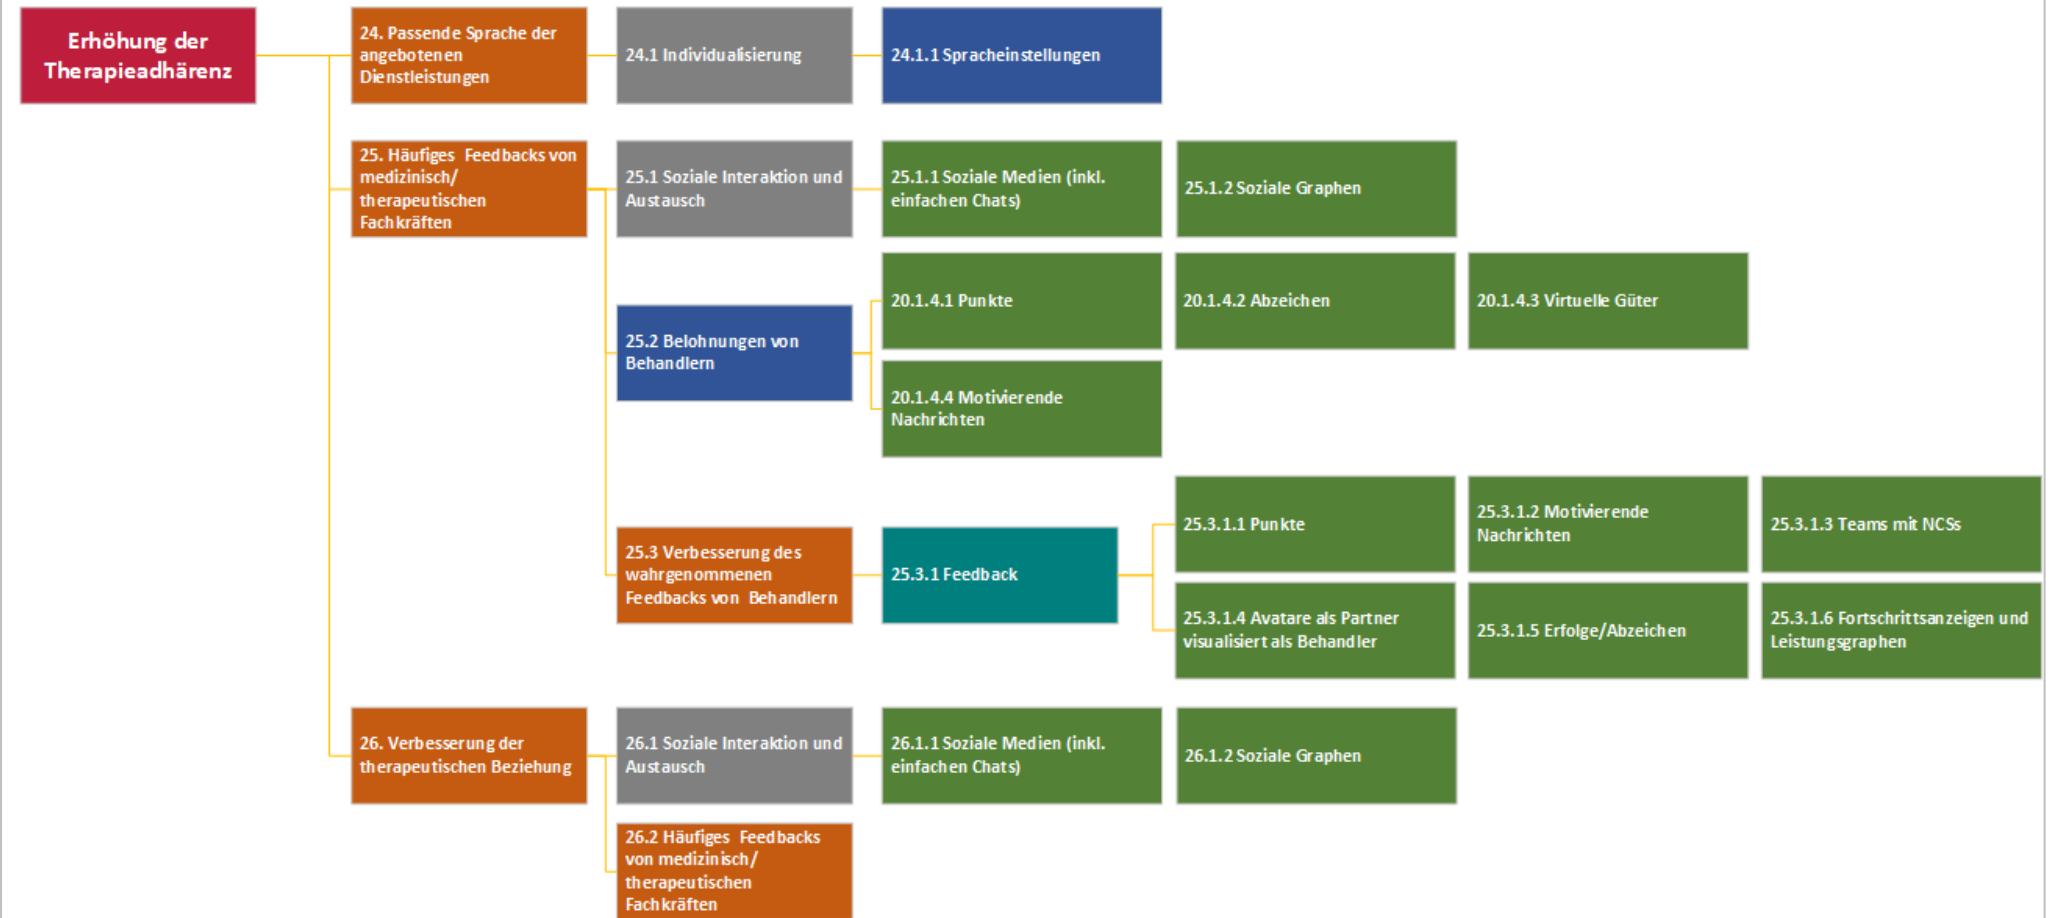 Erhöhung der
Therapieadhärenz
24. Passende Sprache der
angebotenen
Dienstleistungen
24.1 Individualisierung
24.1.1 Spracheinstellungen
25. Häufiges Feedbacks von
medizinisch/
therapeutischen
Fachkräften
25.1 Soziale Interaktion und
Austausch
25.1.1 Soziale Medien (inkl.
einfachen Chats)
25.1.2 Soziale Graphen
25.2 Belohnungen von
Behandlern
20.1.4.1 Punkte
20.1.4.2 Abzeichen
20.1.4.3 Virtuelle Güter
20.1.4.4 Motivierende
Nachrichten
25.3 Verbesserung des
wahrgenommenen
Feedbacks von Behandlern
25.3.1 Feedback
25.3.1.1 Punkte
25.3.1.2 Motivierende
Nachrichten
25.3.1.3 Teams mit NCSs
25.3.1.4 Avatare als Partner
visualisiert als Behandler
25.3.1.5 Erfolge/Abzeichen
25.3.1.6 Fortschrittsanzeigen und
Leistungsgraphen
26. Verbesserung der
therapeutischen Beziehung
26.1 Soziale Interaktion und
Austausch
26.1.1 Soziale Medien (inkl.
einfachen Chats)
26.1.2 Soziale Graphen
26.2 Häufiges Feedbacks
von medizinisch/
therapeutischen
Fachkräften